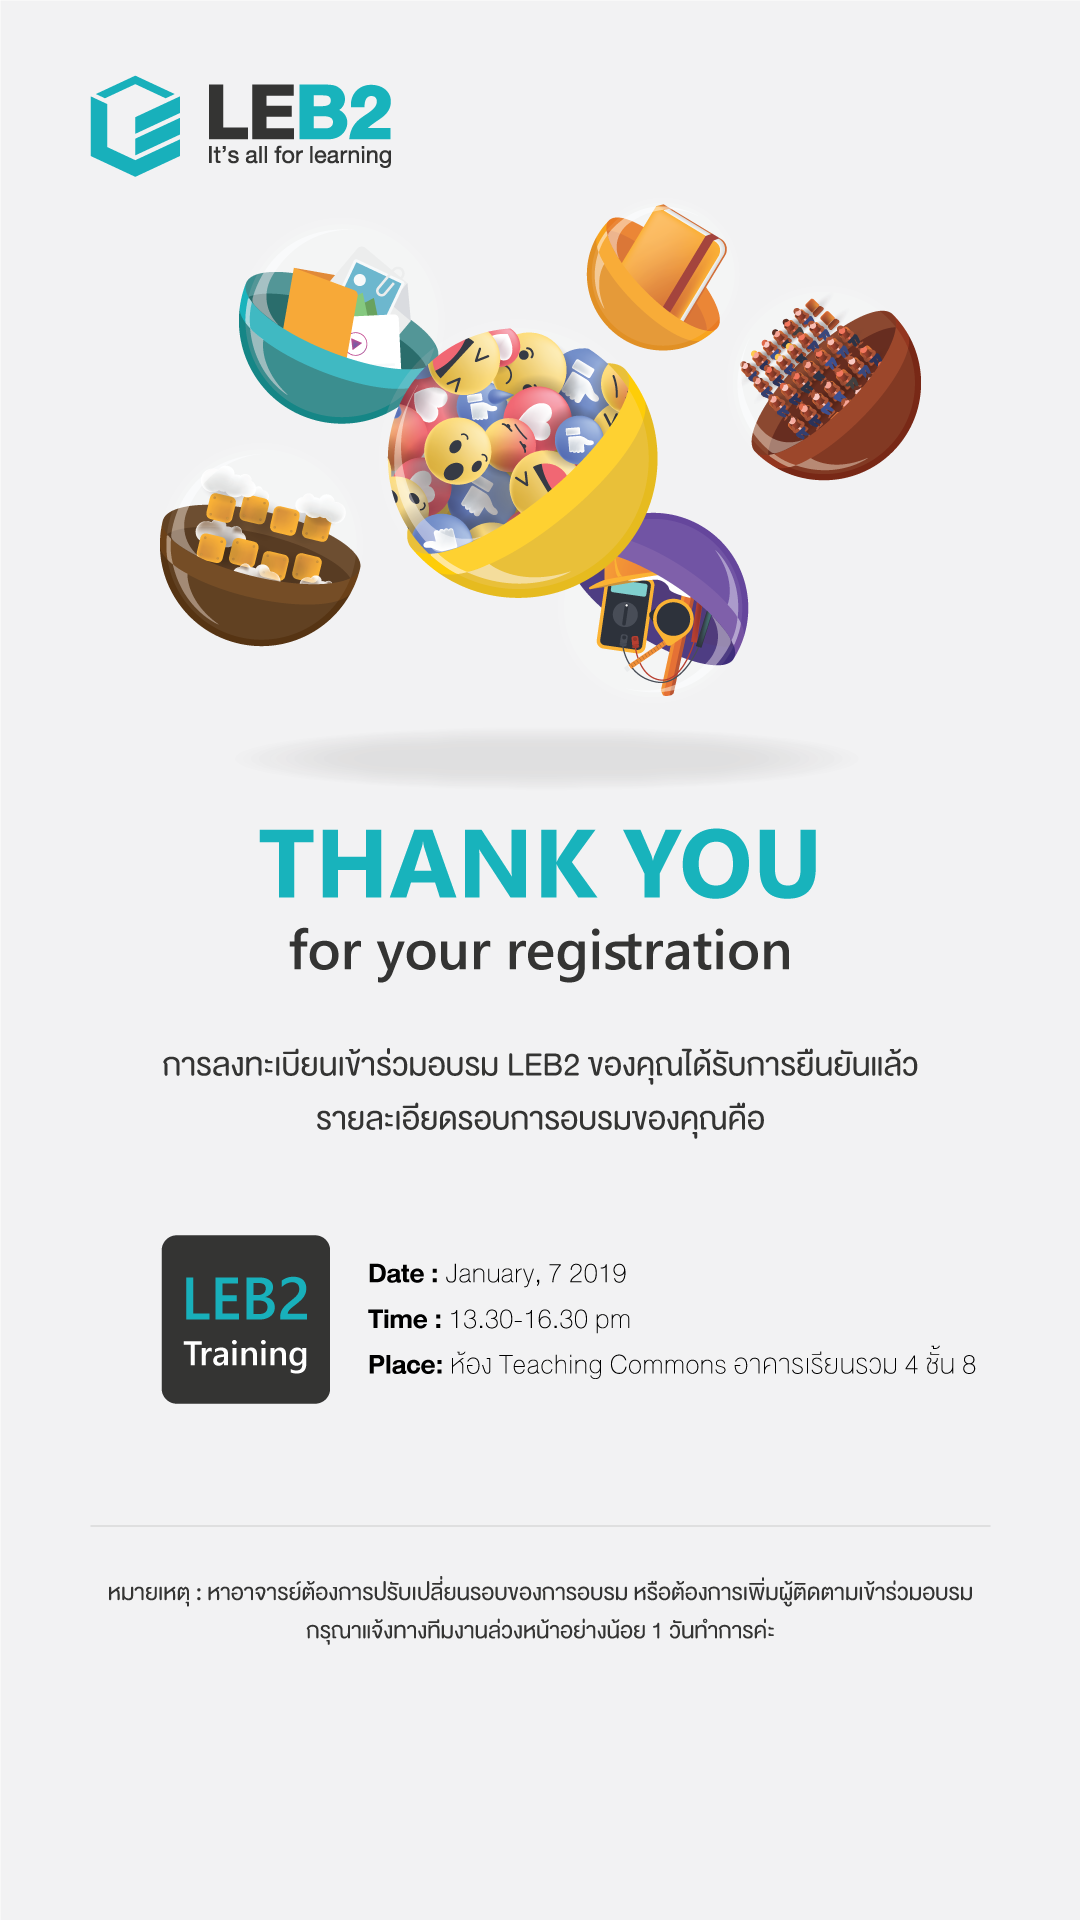 LEB2
It's all for learning
THANK YOU
for your registration
การลงทะเบียนเข้าร่วมอบรม LEB2 ของคุณได้รับการยืนยันแล้ว
รายละเอียดรอบการอบรมของคุณคือ
LEB2
Training
Date : January, 7 2019
Time : 13.30-16.30 pm
Place: ห้อง Teaching Commons อาคารเรียนรวม 4 ชั้น 8
หมายเหตุ : หาอาจารย์ต้องการปรับเปลี่ยนรอบของการอบรม หรือต้องการเพิ่มผู้ติดตามเข้าร่วมอบรม
กรุณาแจ้งทางทีมงานล่วงหน้าอย่างน้อย 1 วันทำการค่ะ